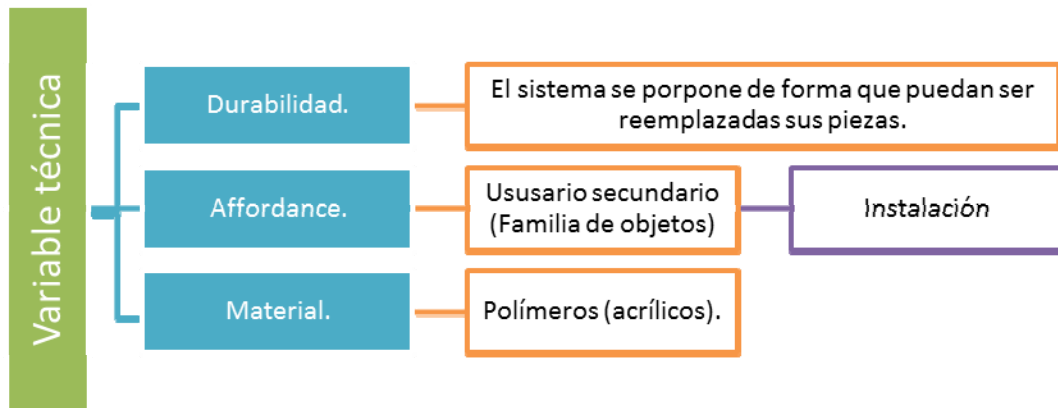 Variable técnica
Durabilidad.
El sistema se porpone de forma que puedan ser
reemplazadas sus piezas.
Affordance.
Ususario secundario
(Familia de objetos)
Instalación
Material.
Polímeros (acrílicos).